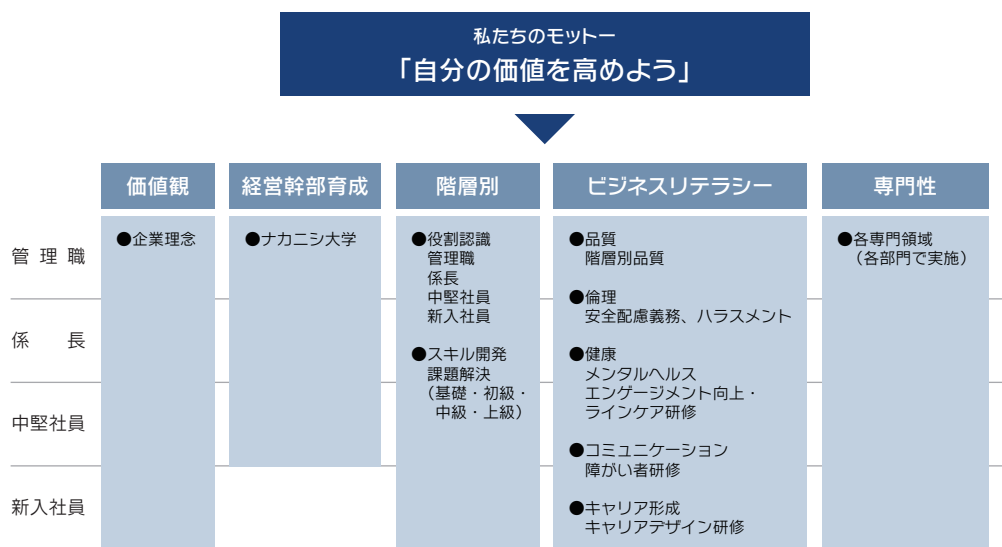 私たちのモットー
「自分の価値を高めよう」
価値観
経営幹部育成
階層別
ビジネスリテラシー
専門性
管理職
係長
中堅社員
新入社員
●企業理念
●ナカニシ大学
●役割認識
管理職
係長
中堅社員
新入社員
●スキル開発
課題解決
（基礎・初級・
中級・上級）
●品質
階層別品質
●倫理
安全配慮義務、ハラスメント
●健康
メンタルヘルス
エンゲージメント向上・
ラインケア研修
●コミュニケーション
障がい者研修
●キャリア形成
キャリアデザイン研修
●各専門領域
（各部門で実施）